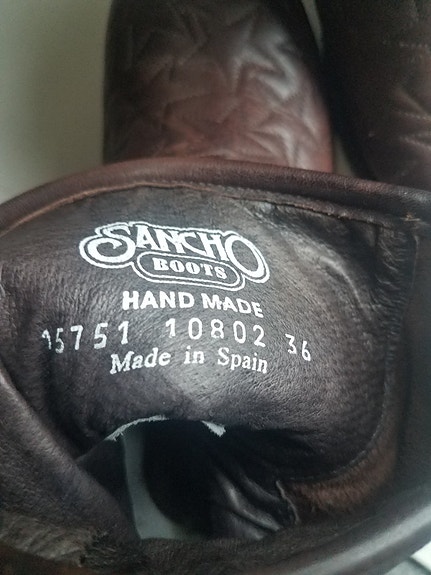 SANCHO
BOOTS
HAND MADE
15751 10802 36
Made in Spain